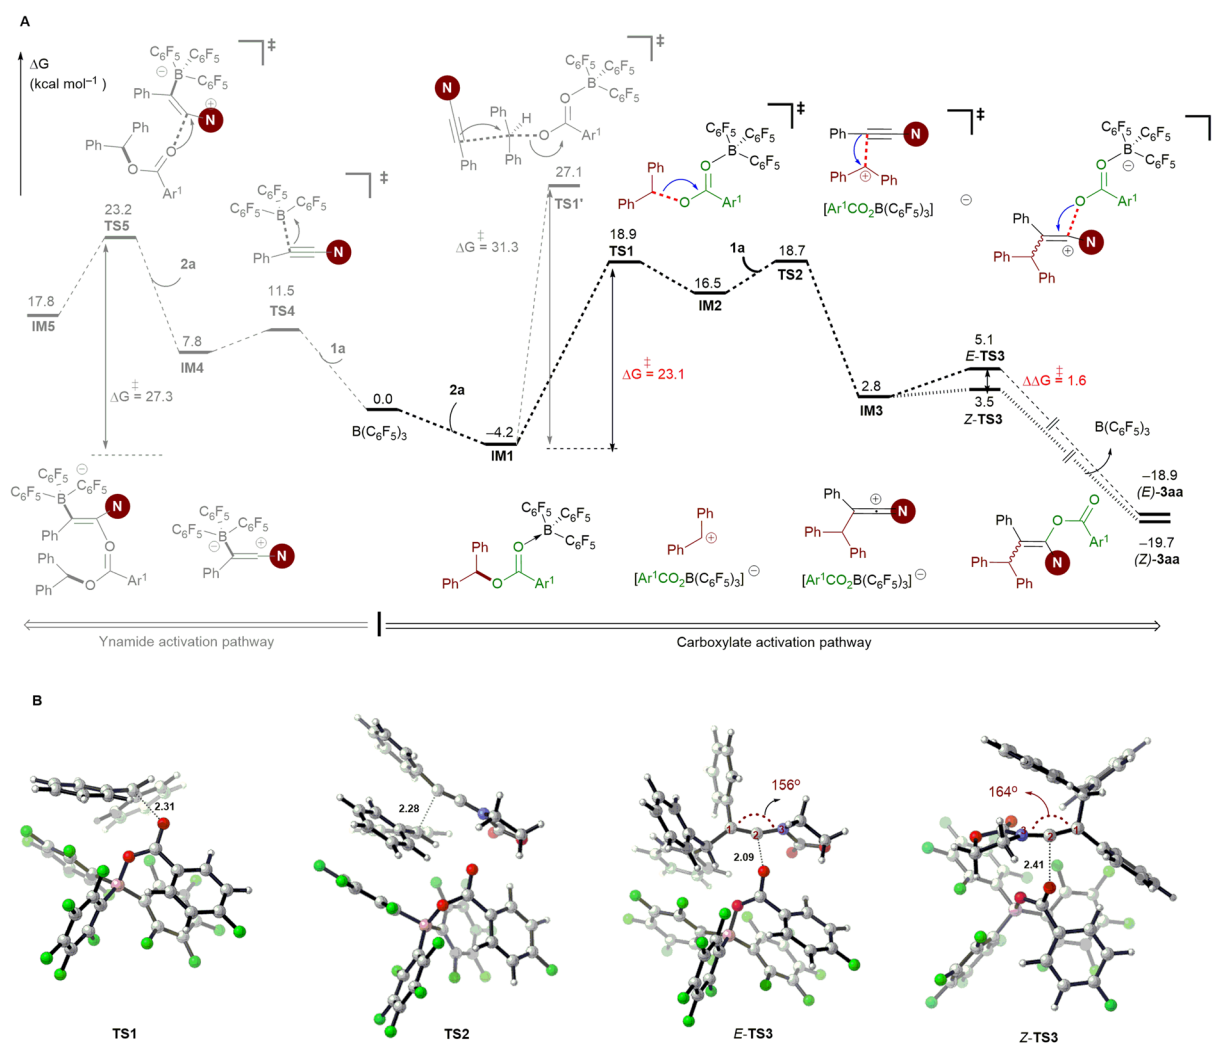 A
ΔG
(kcal mol–1 )
C6F5
C6F5
⊖
B
C6F5
Ph
⊕
N
Ph
Ph
O
O
Ar1
‡
C6F5
C6F5
B
C6F5
Ph
N
‡
N
Ph
H
Ph
Ph
O
O
Ar1
C6F5
B
C6F5
C6F5
‡
Ph
Ph
O
O
Ar1
C6F5
B
C6F5
C6F5
‡
Ph
N
Ph
Ph
⊕
[Ar1CO2B(C6F5)3]
⊖
‡
C6F5
B
C6F5
⊖
C6F5
O
O
Ar1
Ph
N
⊕
Ph
Ph
23.2
TS5
17.8
IM5
2a
ΔG‡ = 27.3
7.8
IM4
11.5
TS4
1a
0.0
B(C6F5)3
2a
–4.2
IM1
27.1
TS1'
ΔG‡ = 31.3
18.9
TS1
ΔG‡ = 23.1
16.5
IM2
1a
18.7
TS2
2.8
IM3
5.1
E-TS3
3.5
Z-TS3
ΔΔG‡ = 1.6
B(C6F5)3
–18.9
(E)-3aa
–19.7
(Z)-3aa
C6F5
⊖
C6F5
C6F5
B
N
Ph
O
Ph
Ph
O
Ar1
C6F5
C6F5
C6F5
B
⊖
⊕
Ph
N
Ph
Ph
O
O
Ar1
C6F5
B
C6F5
C6F5
Ph
Ph
⊕
[Ar1CO2B(C6F5)3]⊖
Ph
⊕
N
Ph
Ph
[Ar1CO2B(C6F5)3]⊖
Ph
O
O
Ar1
N
Ph
Ph
Ynamide activation pathway
Carboxylate activation pathway
B
2.31
2.28
156o
1
2
3
2.09
164o
3
2
1
2.41
TS1
TS2
E-TS3
Z-TS3